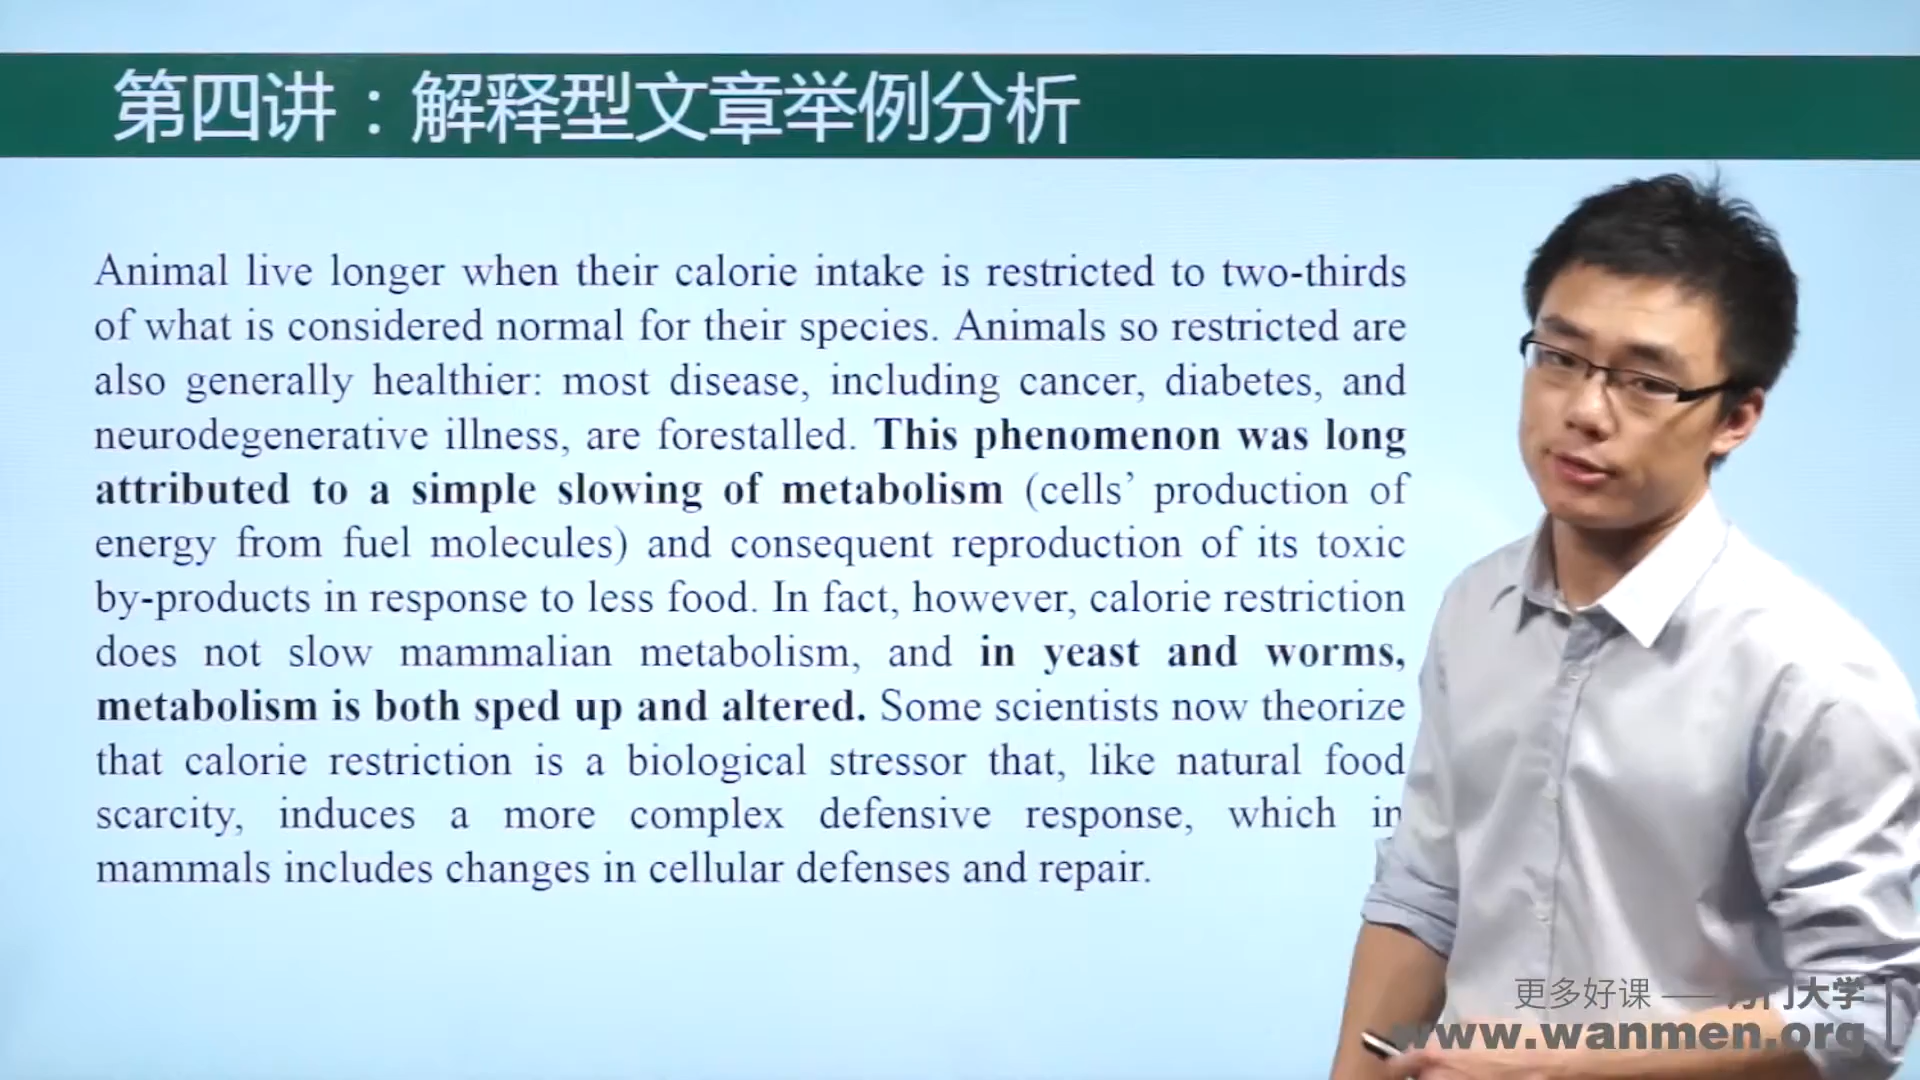 第四讲：解释型文章举例分析
Animal live longer when their calorie intake is restricted to two-thirds
of what is considered normal for their species. Animals so restricted are
also generally healthier: most disease, including cancer, diabetes, and
neurodegenerative illness, are forestalled. This phenomenon was long
attributed to a simple slowing of metabolism (cells’ production of
energy from fuel molecules) and consequent reproduction of its toxic
by-products in response to less food. In fact, however, calorie restriction
does not slow mammalian metabolism, and in yeast and worms,
metabolism is both sped up and altered. Some scientists now theorize
that calorie restriction is a biological stressor that, like natural food
scarcity, induces a more complex defensive response, which in
mammals includes changes in cellular defenses and repair.
更多好课 —— 万门大学
www.wanmen.org